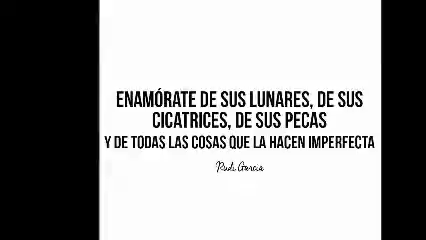 ENAMÓRATE DE SUS LUNARES, DE SUS
CICATRICES, DE SUS PECAS
Y DE TODAS LAS COSAS QUE LA HACEN IMPERFECTA
Rudi Garcia